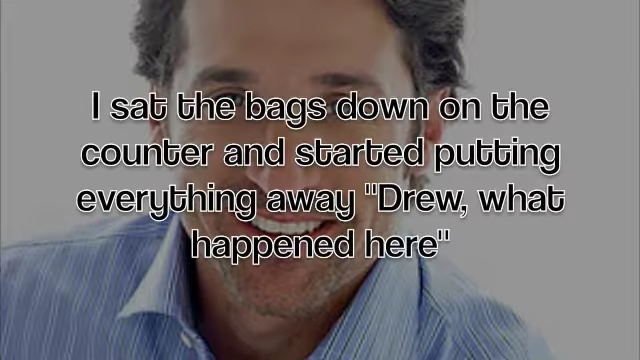 I sat the bags down on the
counter and started putting
everything away "Drew, what
happened here"